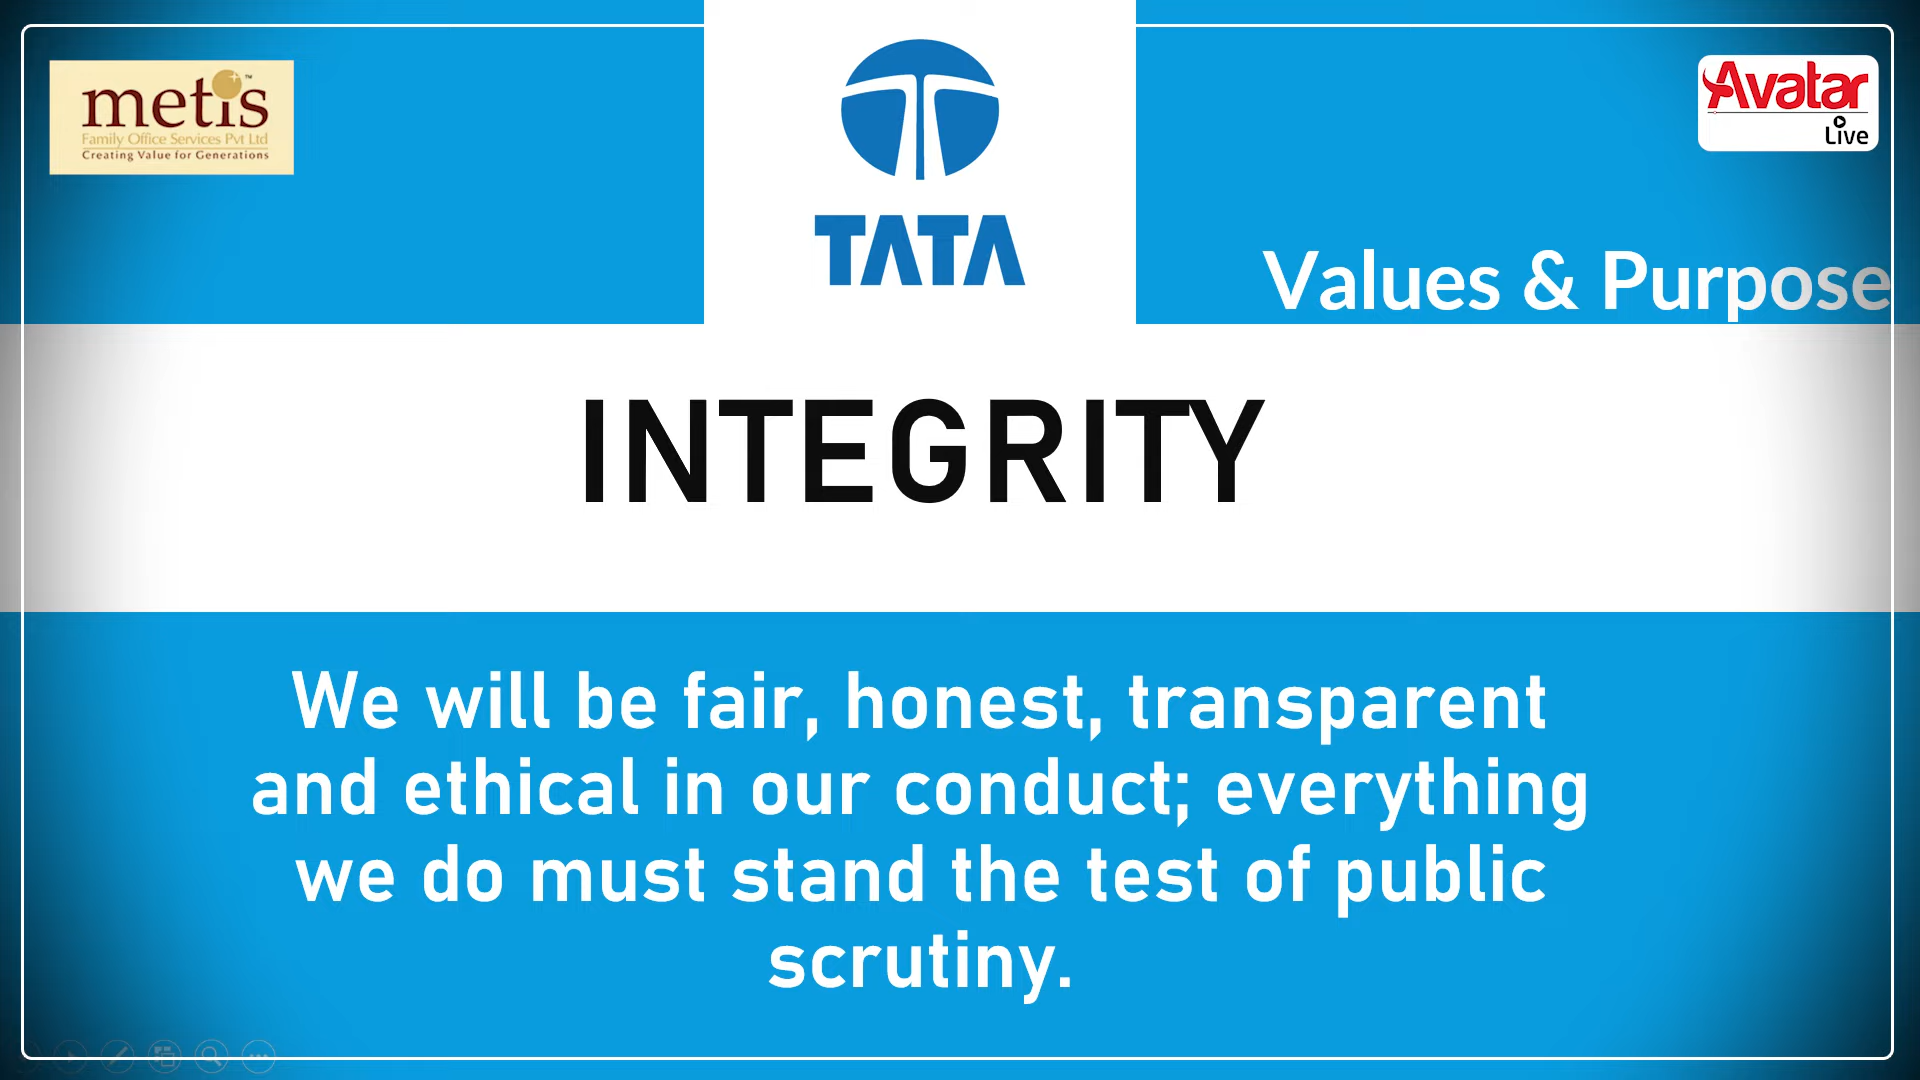 metis™
Family Office Services Pvt Ltd
Creating Value for Generations
TATA
Avatar
Live
Values & Purpose
INTEGRITY
We will be fair, honest, transparent
and ethical in our conduct; everything
we do must stand the test of public
scrutiny.